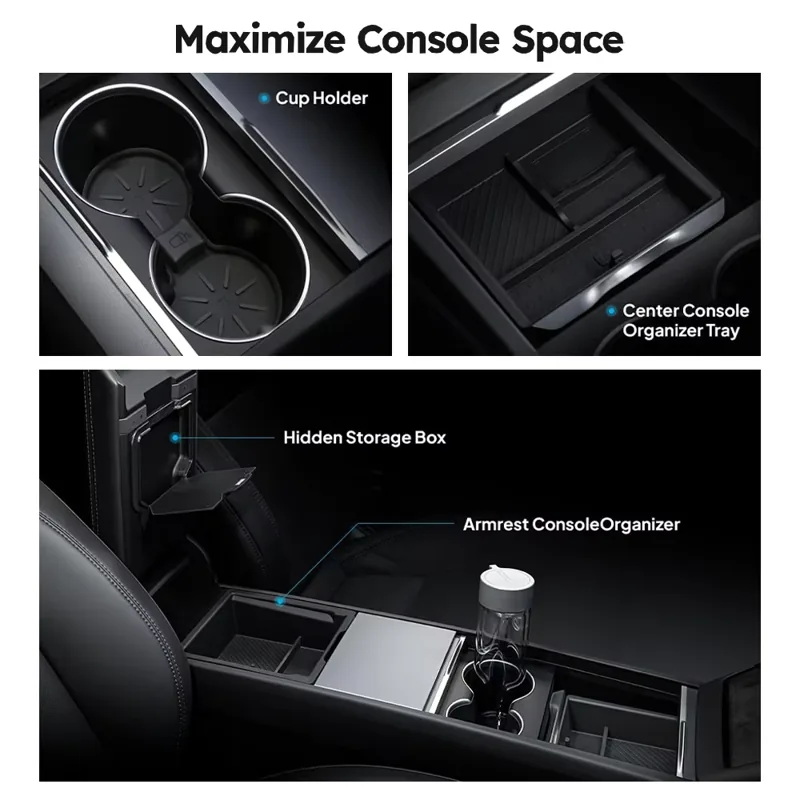 Maximize Console Space
Cup Holder
Center Console
Organizer Tray
Hidden Storage Box
Armrest ConsoleOrganizer